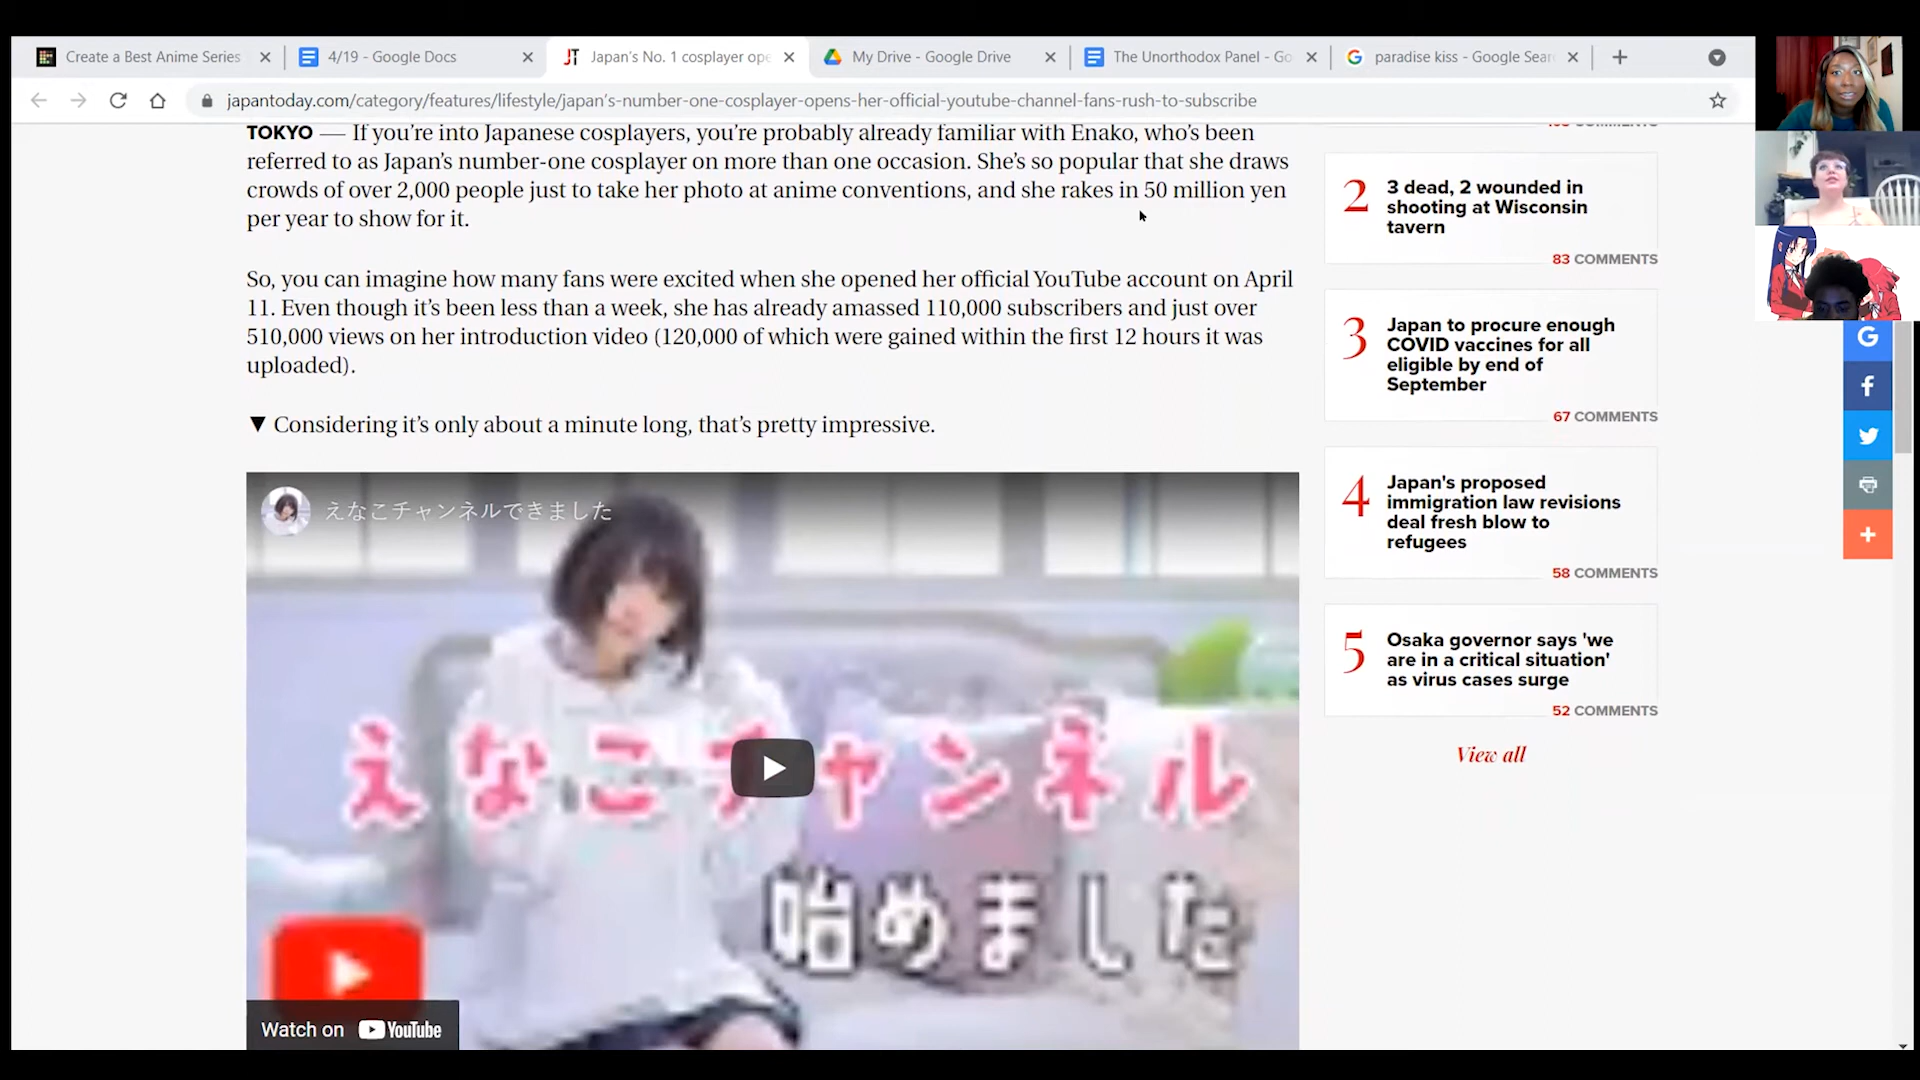 Create a Best Anime Series
4/19 - Google Docs
Japan's No. 1 cosplayer ope
My Drive - Google Drive
The Unorthodox Panel - Go
paradise kiss - Google Sear
japantoday.com/category/features/lifestyle/japan's-number-one-cosplayer-opens-her-official-youtube-channel-fans-rush-to-subscribe
TOKYO — If you're into Japanese cosplayers, you're probably already familiar with Enako, who's been
referred to as Japan's number-one cosplayer on more than one occasion. She's so popular that she draws
crowds of over 2,000 people just to take her photo at anime conventions, and she rakes in 50 million yen
per year to show for it.
So, you can imagine how many fans were excited when she opened her official YouTube account on April
11. Even though it's been less than a week, she has already amassed 110,000 subscribers and just over
510,000 views on her introduction video (120,000 of which were gained within the first 12 hours it was
uploaded).
▼ Considering it's only about a minute long, that's pretty impressive.
えなこチャンネルできました
えなこチャンネル
始めました
Watch on YouTube
COMMENTS
2
3 dead, 2 wounded in
shooting at Wisconsin
tavern
83 COMMENTS
3
Japan to procure enough
COVID vaccines for all
eligible by end of
September
67 COMMENTS
4
Japan's proposed
immigration law revisions
deal fresh blow to
refugees
58 COMMENTS
5
Osaka governor says 'we
are in a critical situation'
as virus cases surge
52 COMMENTS
View all